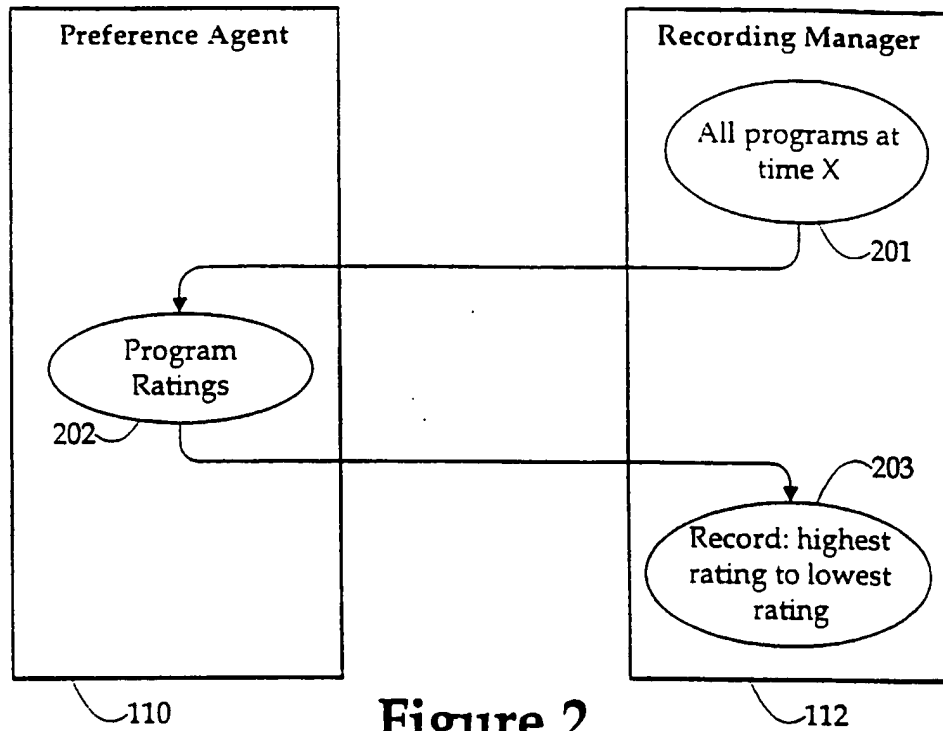 Preference Agent
Recording Manager
All programs at
time X
201
Program
Ratings
202
203
Record: highest
rating to lowest
rating
110
112
Figure 2